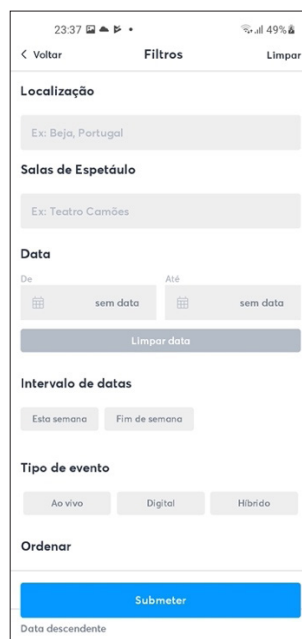 23:37 49%
Voltar Filtros Limpar
Localização
Ex: Beja, Portugal
Salas de Espetáulo
Ex: Teatro Camões
Data
De Até
sem data sem data
Limpar data
Intervalo de datas
Esta semana Fim de semana
Tipo de evento
Ao vivo Digital Híbrido
Ordenar
Submeter
Data descendente